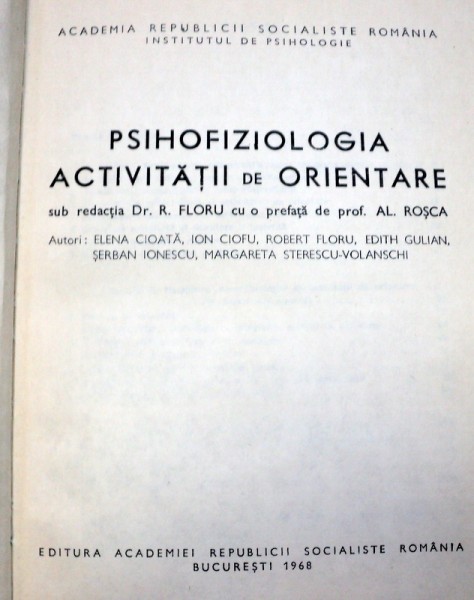 ACADEMIA REPUBLICII SOCIALISTE ROMÂNIA
INSTITUTUL DE PSIHOLOGIE
PSIHOFIZIOLOGIA
ACTIVITĂȚII DE ORIENTARE
sub redacția Dr. R. FLORU cu o prefață de prof. AL. ROȘCA
Autori: ELENA CIOATĂ, ION CIOFU, ROBERT FLORU, EDITH GULIAN,
ȘERBAN IONESCU, MARGARETA STERESCU-VOLANSCHI
EDITURA ACADEMIEI REPUBLICII SOCIALISTE ROMÂNIA
BUCUREȘTI 1968